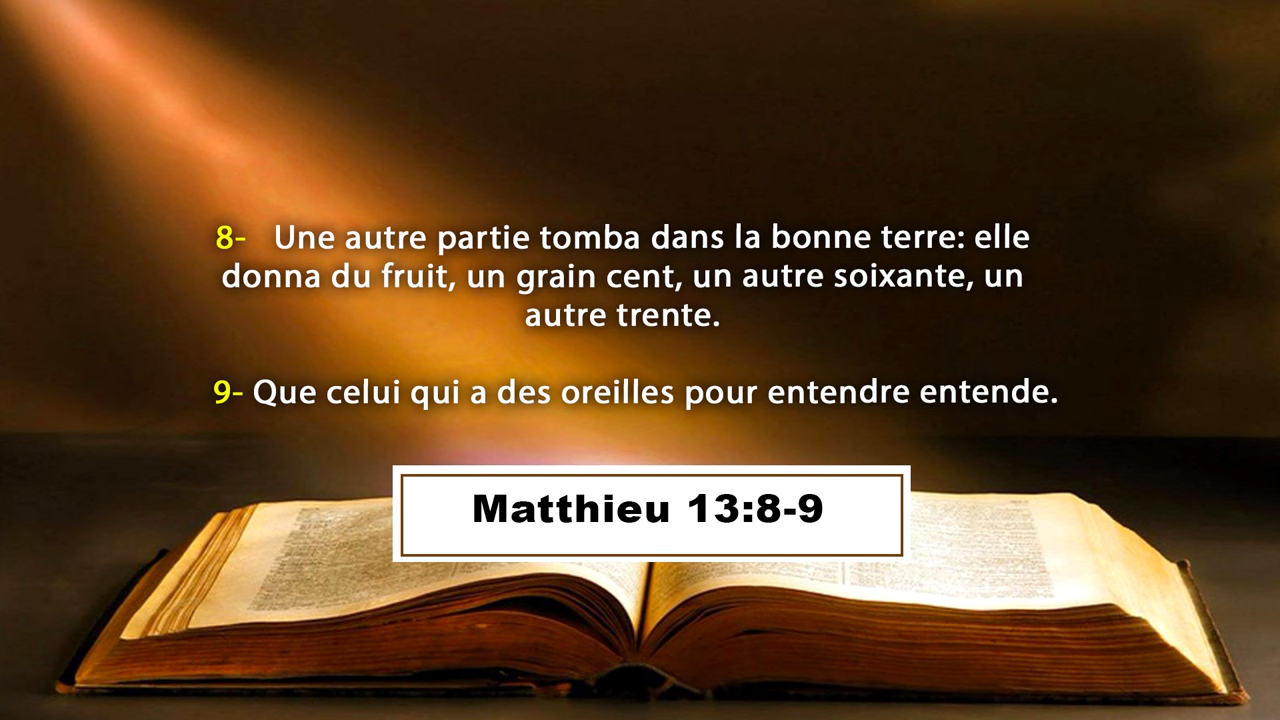 8- Une autre partie tomba dans la bonne terre: elle
donna du fruit, un grain cent, un autre soixante, un
autre trente.
9- Que celui qui a des oreilles pour entendre entende.
Matthieu 13:8-9